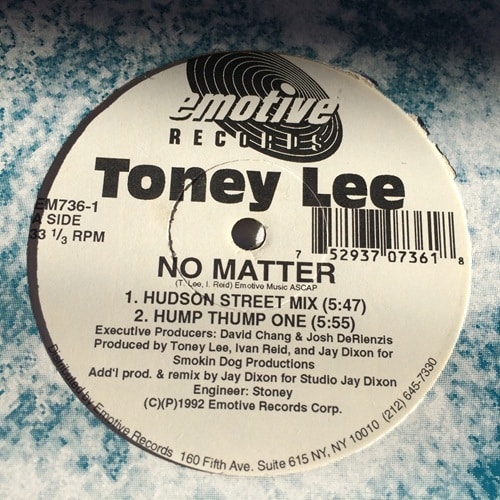 emotive
RECORDS
Toney Lee
EM736-1
A SIDE
33 1/3 RPM
7 52937 07361 8
NO MATTER
(T. Lee, I. Reid) Emotive Music ASCAP
1. HUDSON STREET MIX (5:47)
2. HUMP THUMP ONE (5:55)
Executive Producers: David Chang & Josh DeRienzis
Produced by Toney Lee, Ivan Reid, and Jay Dixon for
Smokin Dog Productions
Add'l prod. & remix by Jay Dixon for Studio Jay Dixon
Engineer: Stoney
(C)(P)1992 Emotive Records Corp.
Distributed by Emotive Records 160 Fifth Ave. Suite 615 NY, NY 10010 (212) 645-7330